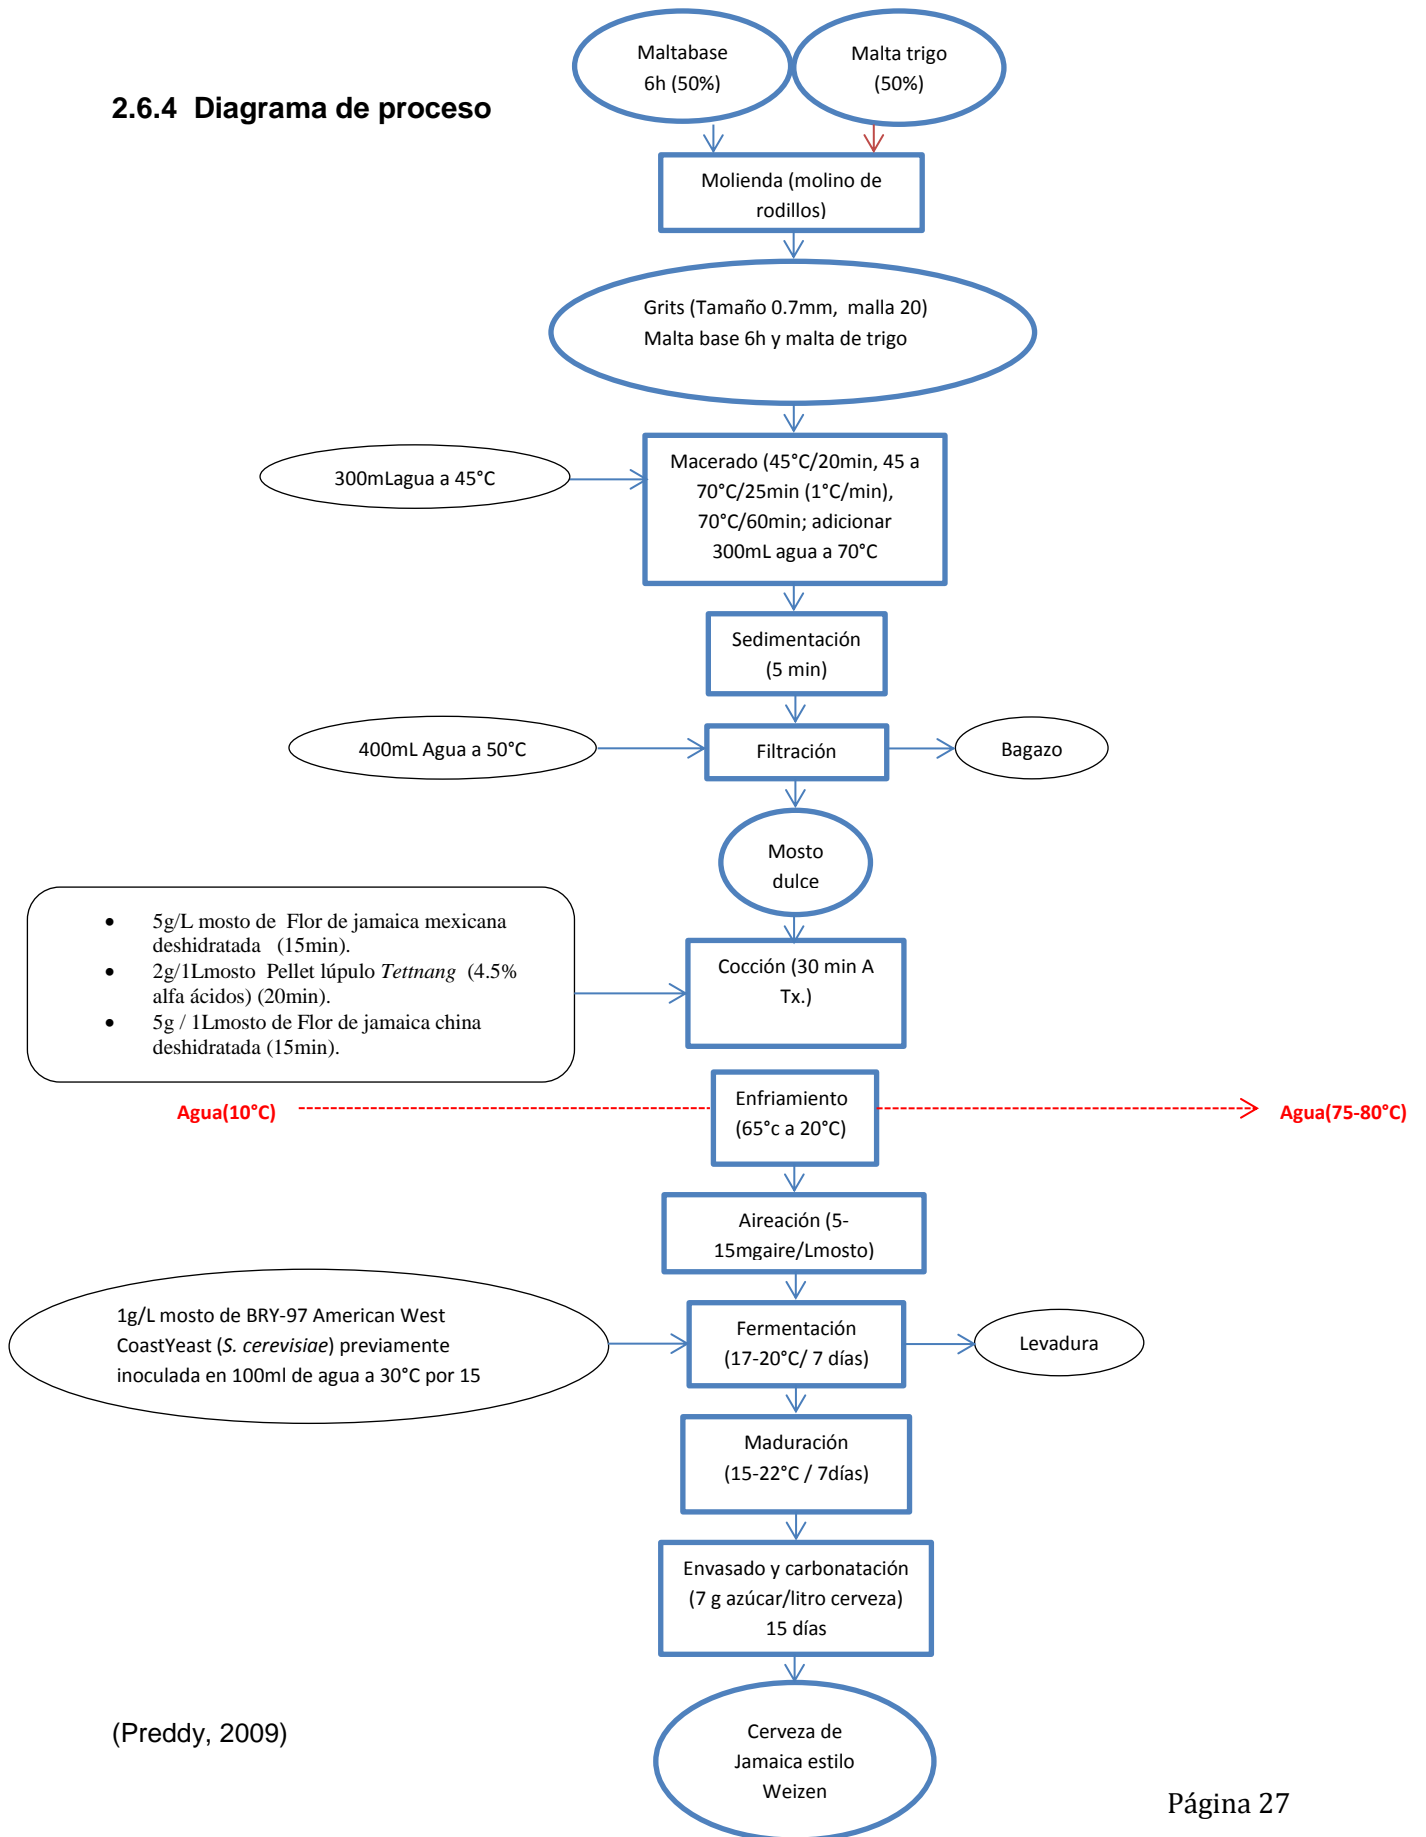 2.6.4 Diagrama de proceso
Maltabase
6h (50%)
Malta trigo
(50%)
Molienda (molino de
rodillos)
Grits (Tamaño 0.7mm, malla 20)
Malta base 6h y malta de trigo
300mLagua a 45°C
Macerado (45°C/20min, 45 a
70°C/25min (1°C/min),
70°C/60min; adicionar
300mL agua a 70°C
Sedimentación
(5 min)
400mL Agua a 50°C
Filtración
Bagazo
Mosto
dulce
• 5g/L mosto de Flor de jamaica mexicana
deshidratada (15min).
• 2g/1Lmosto Pellet lúpulo Tettnang (4.5%
alfa ácidos) (20min).
• 5g / 1Lmosto de Flor de jamaica china
deshidratada (15min).
Cocción (30 min A
Tx.)
Agua(10°C)
Enfriamiento
(65°c a 20°C)
Agua(75-80°C)
Aireación (5-
15mgaire/Lmosto)
1g/L mosto de BRY-97 American West
CoastYeast (S. cerevisiae) previamente
inoculada en 100ml de agua a 30°C por 15
Fermentación
(17-20°C/ 7 días)
Levadura
Maduración
(15-22°C / 7días)
Envasado y carbonatación
(7 g azúcar/litro cerveza)
15 días
Cerveza de
Jamaica estilo
Weizen
(Preddy, 2009)
Página 27